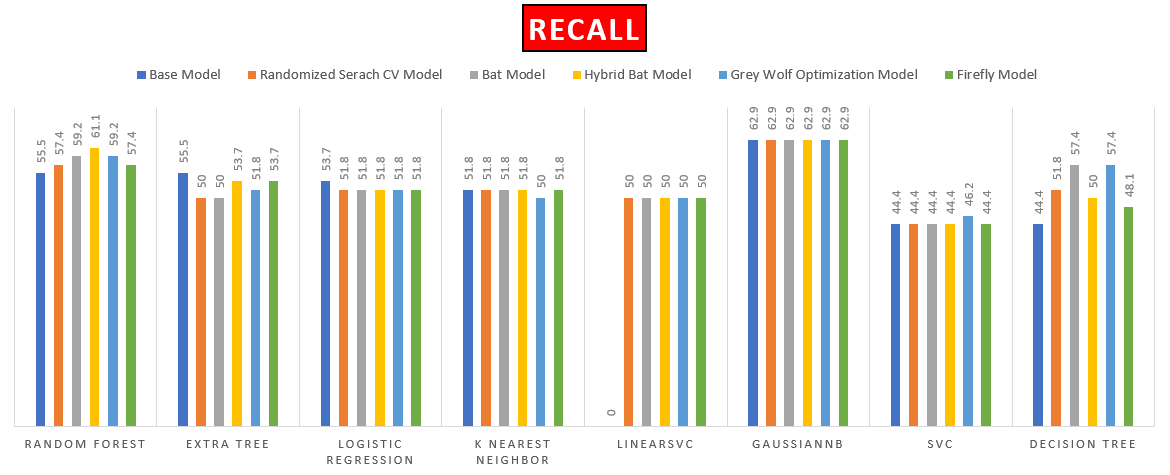 RECALL
Base Model Randomized Serach CV Model Bat Model Hybrid Bat Model Grey Wolf Optimization Model Firefly Model
55.5 57.4 59.2 61.1 59.2 57.4
55.5 50 50 53.7 51.8 53.7
53.7 51.8 51.8 51.8 51.8 51.8
51.8 51.8 51.8 51.8 50 51.8
0 50 50 50 50 50
62.9 62.9 62.9 62.9 62.9 62.9
44.4 44.4 44.4 44.4 46.2 44.4
44.4 51.8 57.4 50 57.4 48.1
RANDOM FOREST
EXTRA TREE
LOGISTIC
REGRESSION
K NEAREST
NEIGHBOR
LINEARSVC
GAUSSIANNB
SVC
DECISION TREE